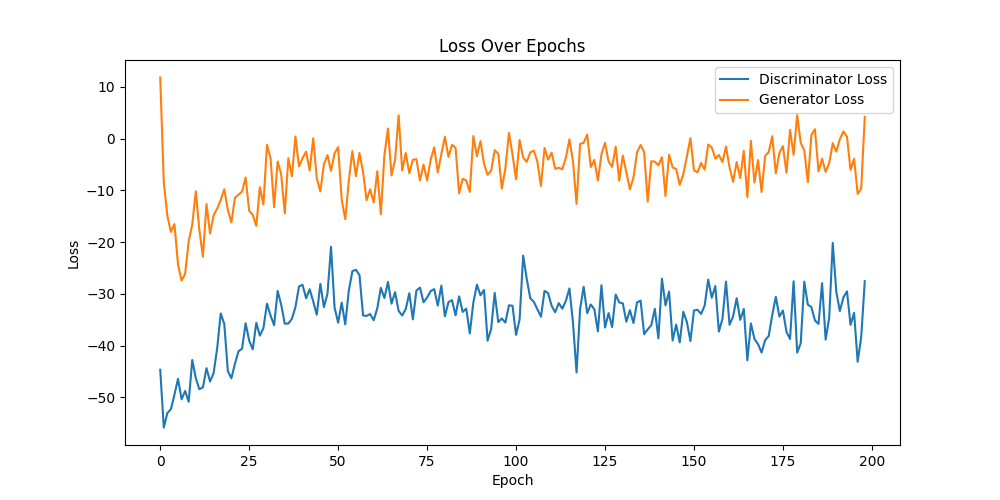 Loss Over Epochs
Discriminator Loss
Generator Loss
Loss
10
0
−10
−20
−30
−40
−50
0 25 50 75 100 125 150 175 200
Epoch